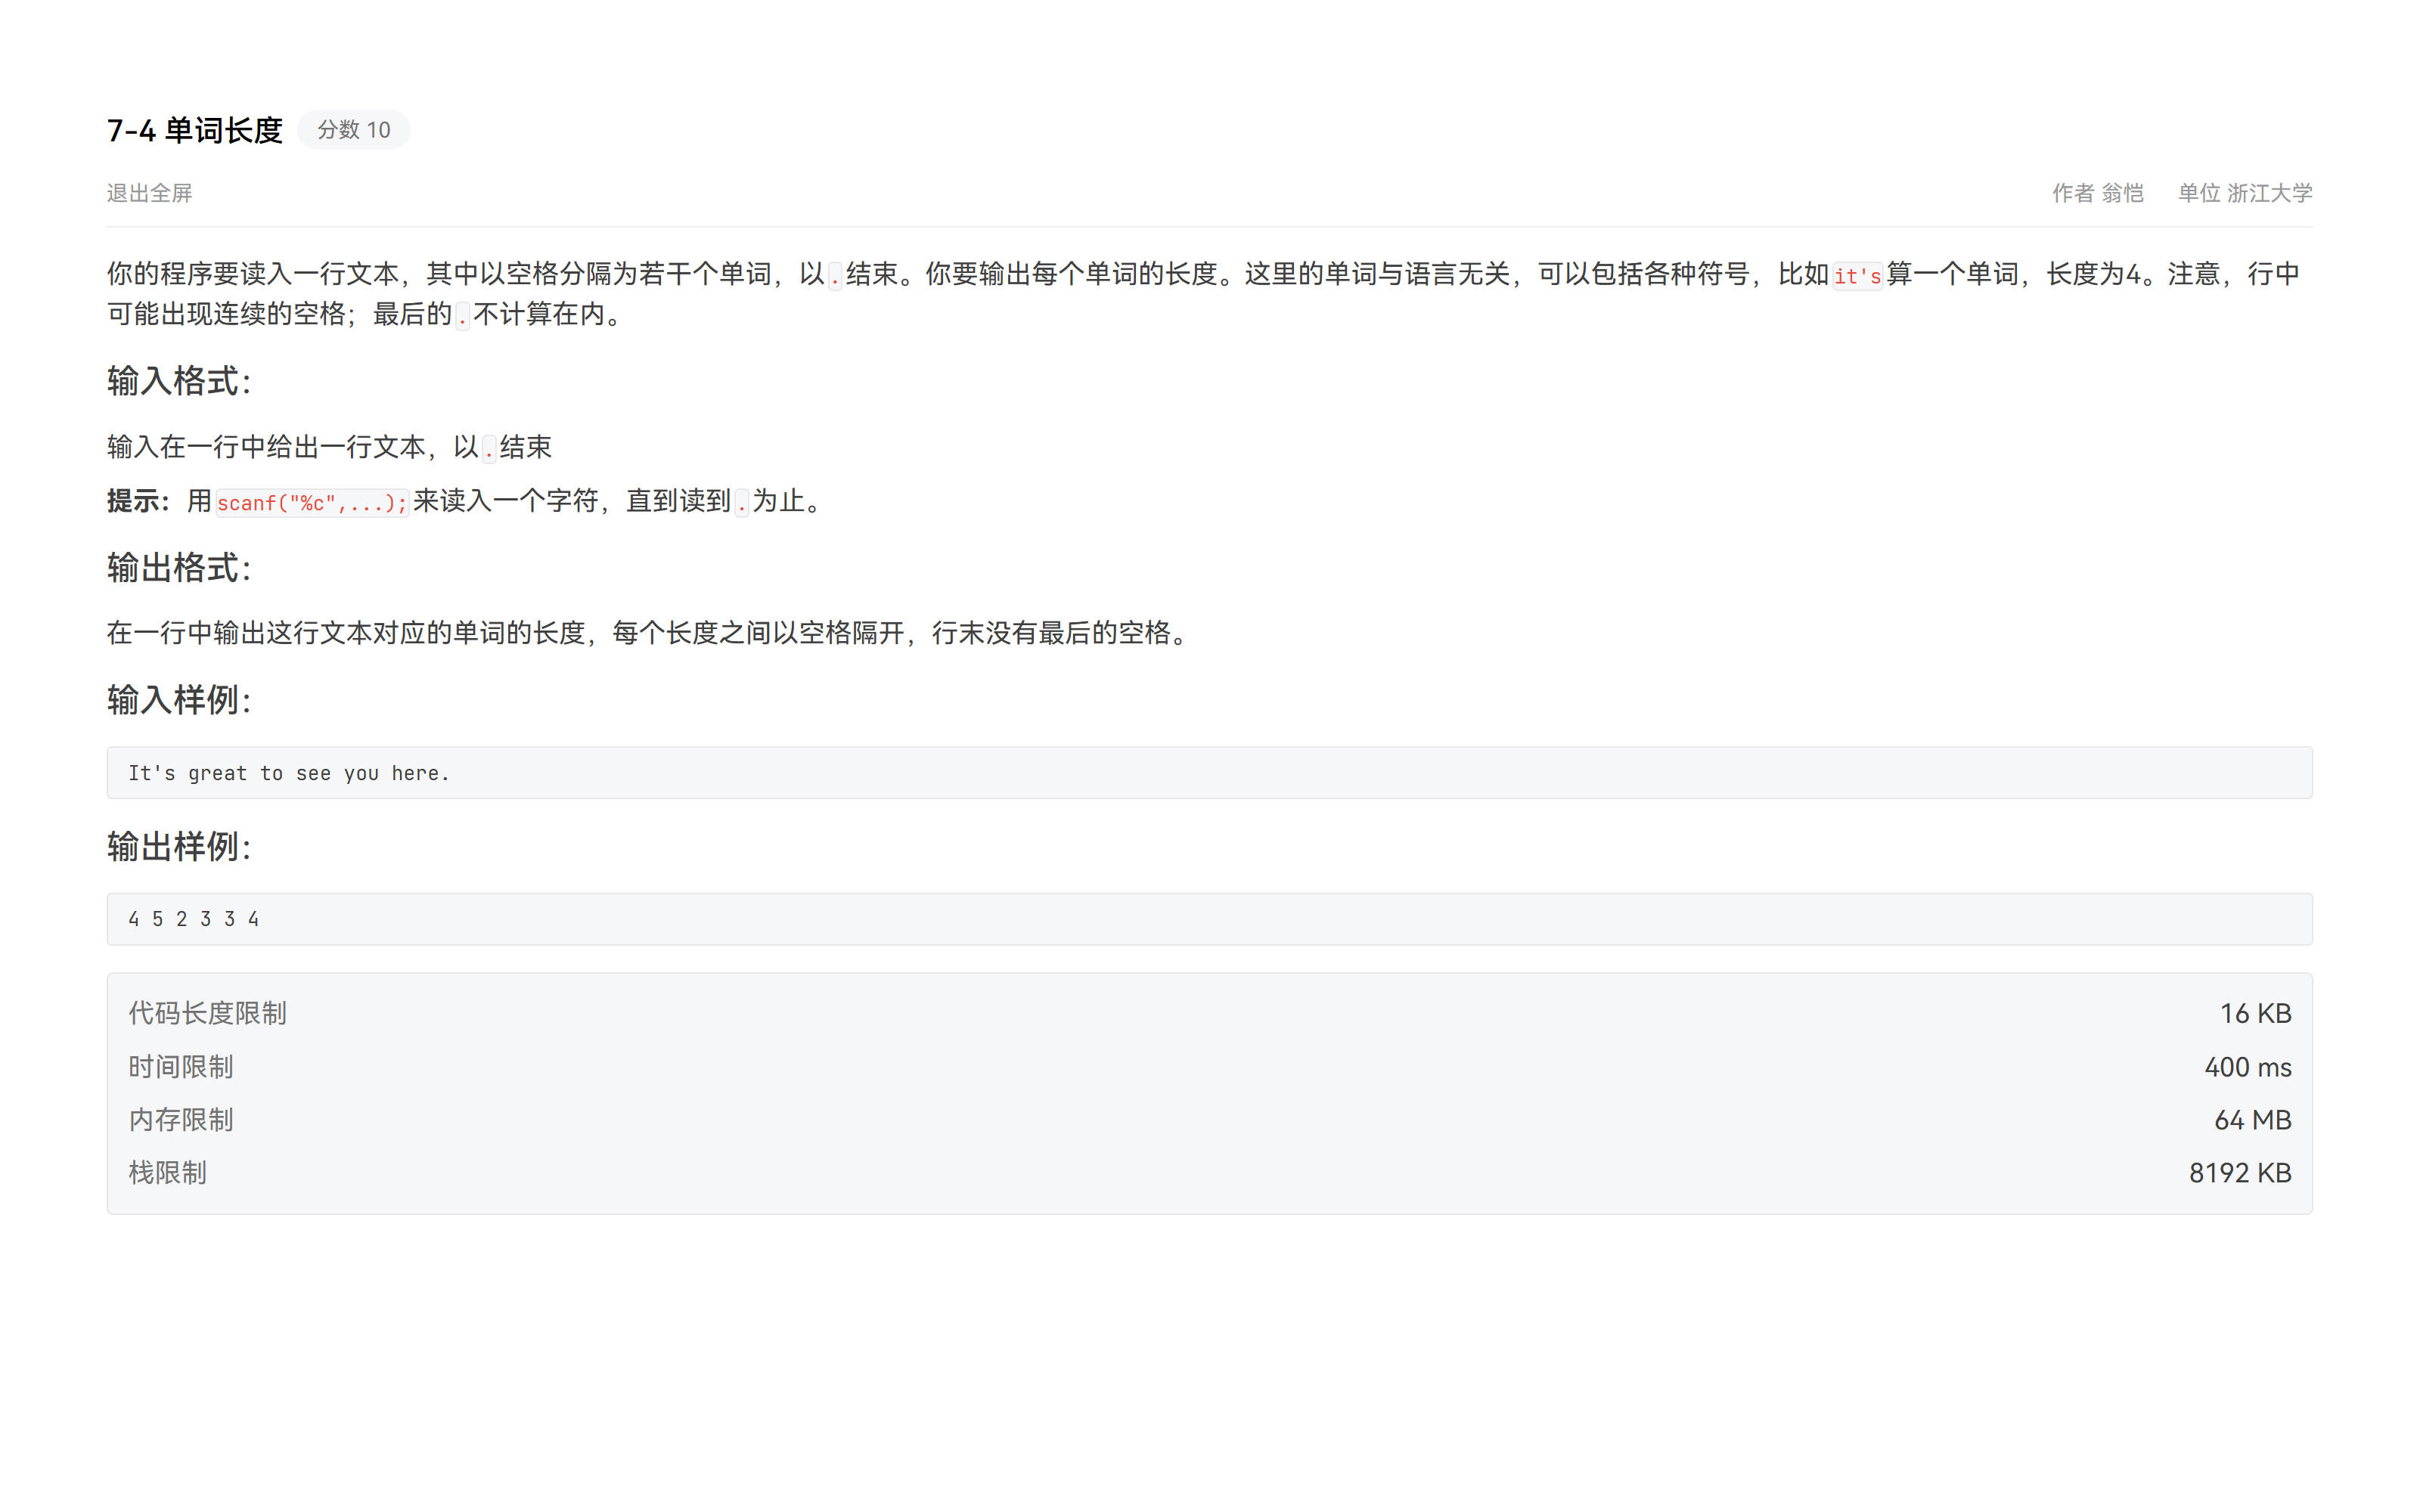 7-4 单词长度 分数 10
退出全屏 作者 翁恺 单位 浙江大学
你的程序要读入一行文本，其中以空格分隔为若干个单词，以.结束。你要输出每个单词的长度。这里的单词与语言无关，可以包括各种符号，比如it's算一个单词，长度为4。注意，行中
可能出现连续的空格；最后的.不计算在内。
输入格式：
输入在一行中给出一行文本，以.结束
提示：用scanf("%c",...);来读入一个字符，直到读到.为止。
输出格式：
在一行中输出这行文本对应的单词的长度，每个长度之间以空格隔开，行末没有最后的空格。
输入样例：
It's great to see you here.
输出样例：
4 5 2 3 3 4
代码长度限制 16 KB
时间限制 400 ms
内存限制 64 MB
栈限制 8192 KB